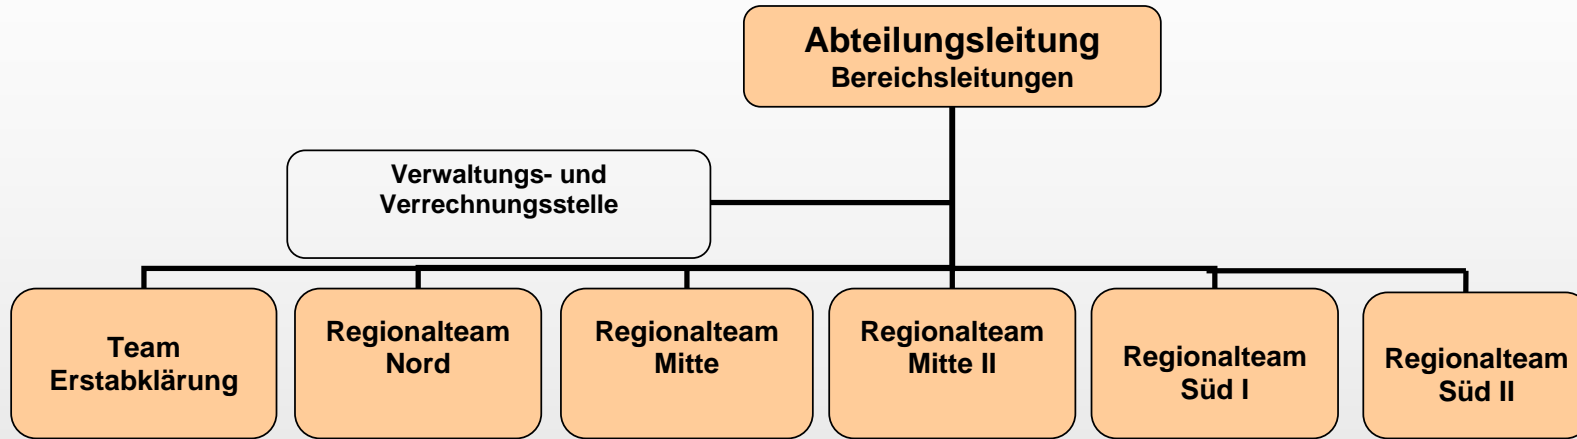 Abteilungsleitung
Bereichsleitungen
Verwaltungs- und
Verrechnungsstelle
Team
Erstabklärung
Regionalteam
Nord
Regionalteam
Mitte
Regionalteam
Mitte II
Regionalteam
Süd I
Regionalteam
Süd II